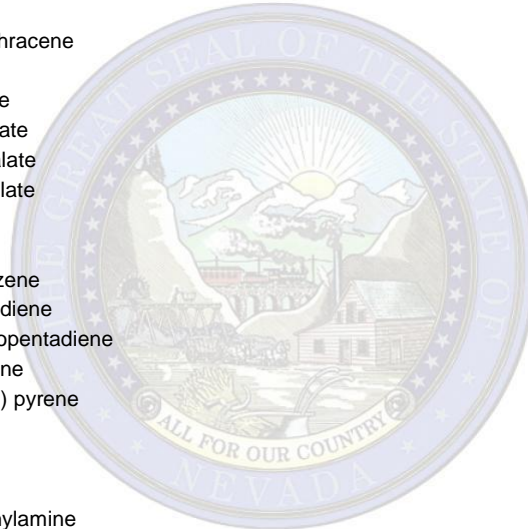 hracene
e
ate
alate
late
zene
diene
opentadiene
ne
) pyrene
nylamine
THE GREAT SEAL OF THE STATE OF
NEVADA
ALL FOR OUR COUNTRY